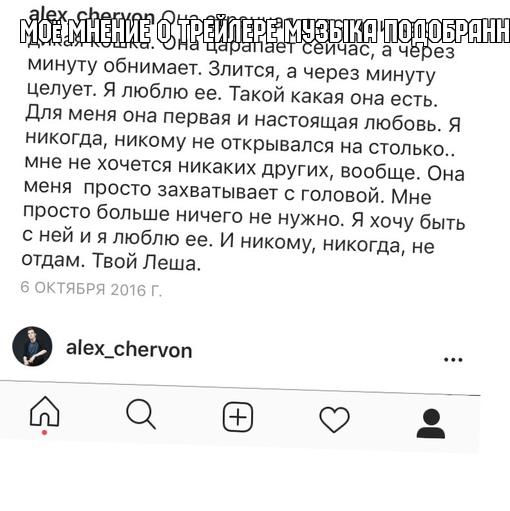 МОЕ МНЕНИЕ О ТРЕЙЛЕРЕ МУЗЫКА ПОДОБРАНН
alex_chervon Она
дикая кошка. Она царапает сейчас, а через
минуту обнимает. Злится, а через минуту
целует. Я люблю ее. Такой какая она есть.
Для меня она первая и настоящая любовь. Я
никогда, никому не открывался на столько..
мне не хочется никаких других, вообще. Она
меня просто захватывает с головой. Мне
просто больше ничего не нужно. Я хочу быть
с ней и я люблю ее. И никому, никогда, не
отдам. Твой Леша.
6 ОКТЯБРЯ 2016 Г.
alex_chervon